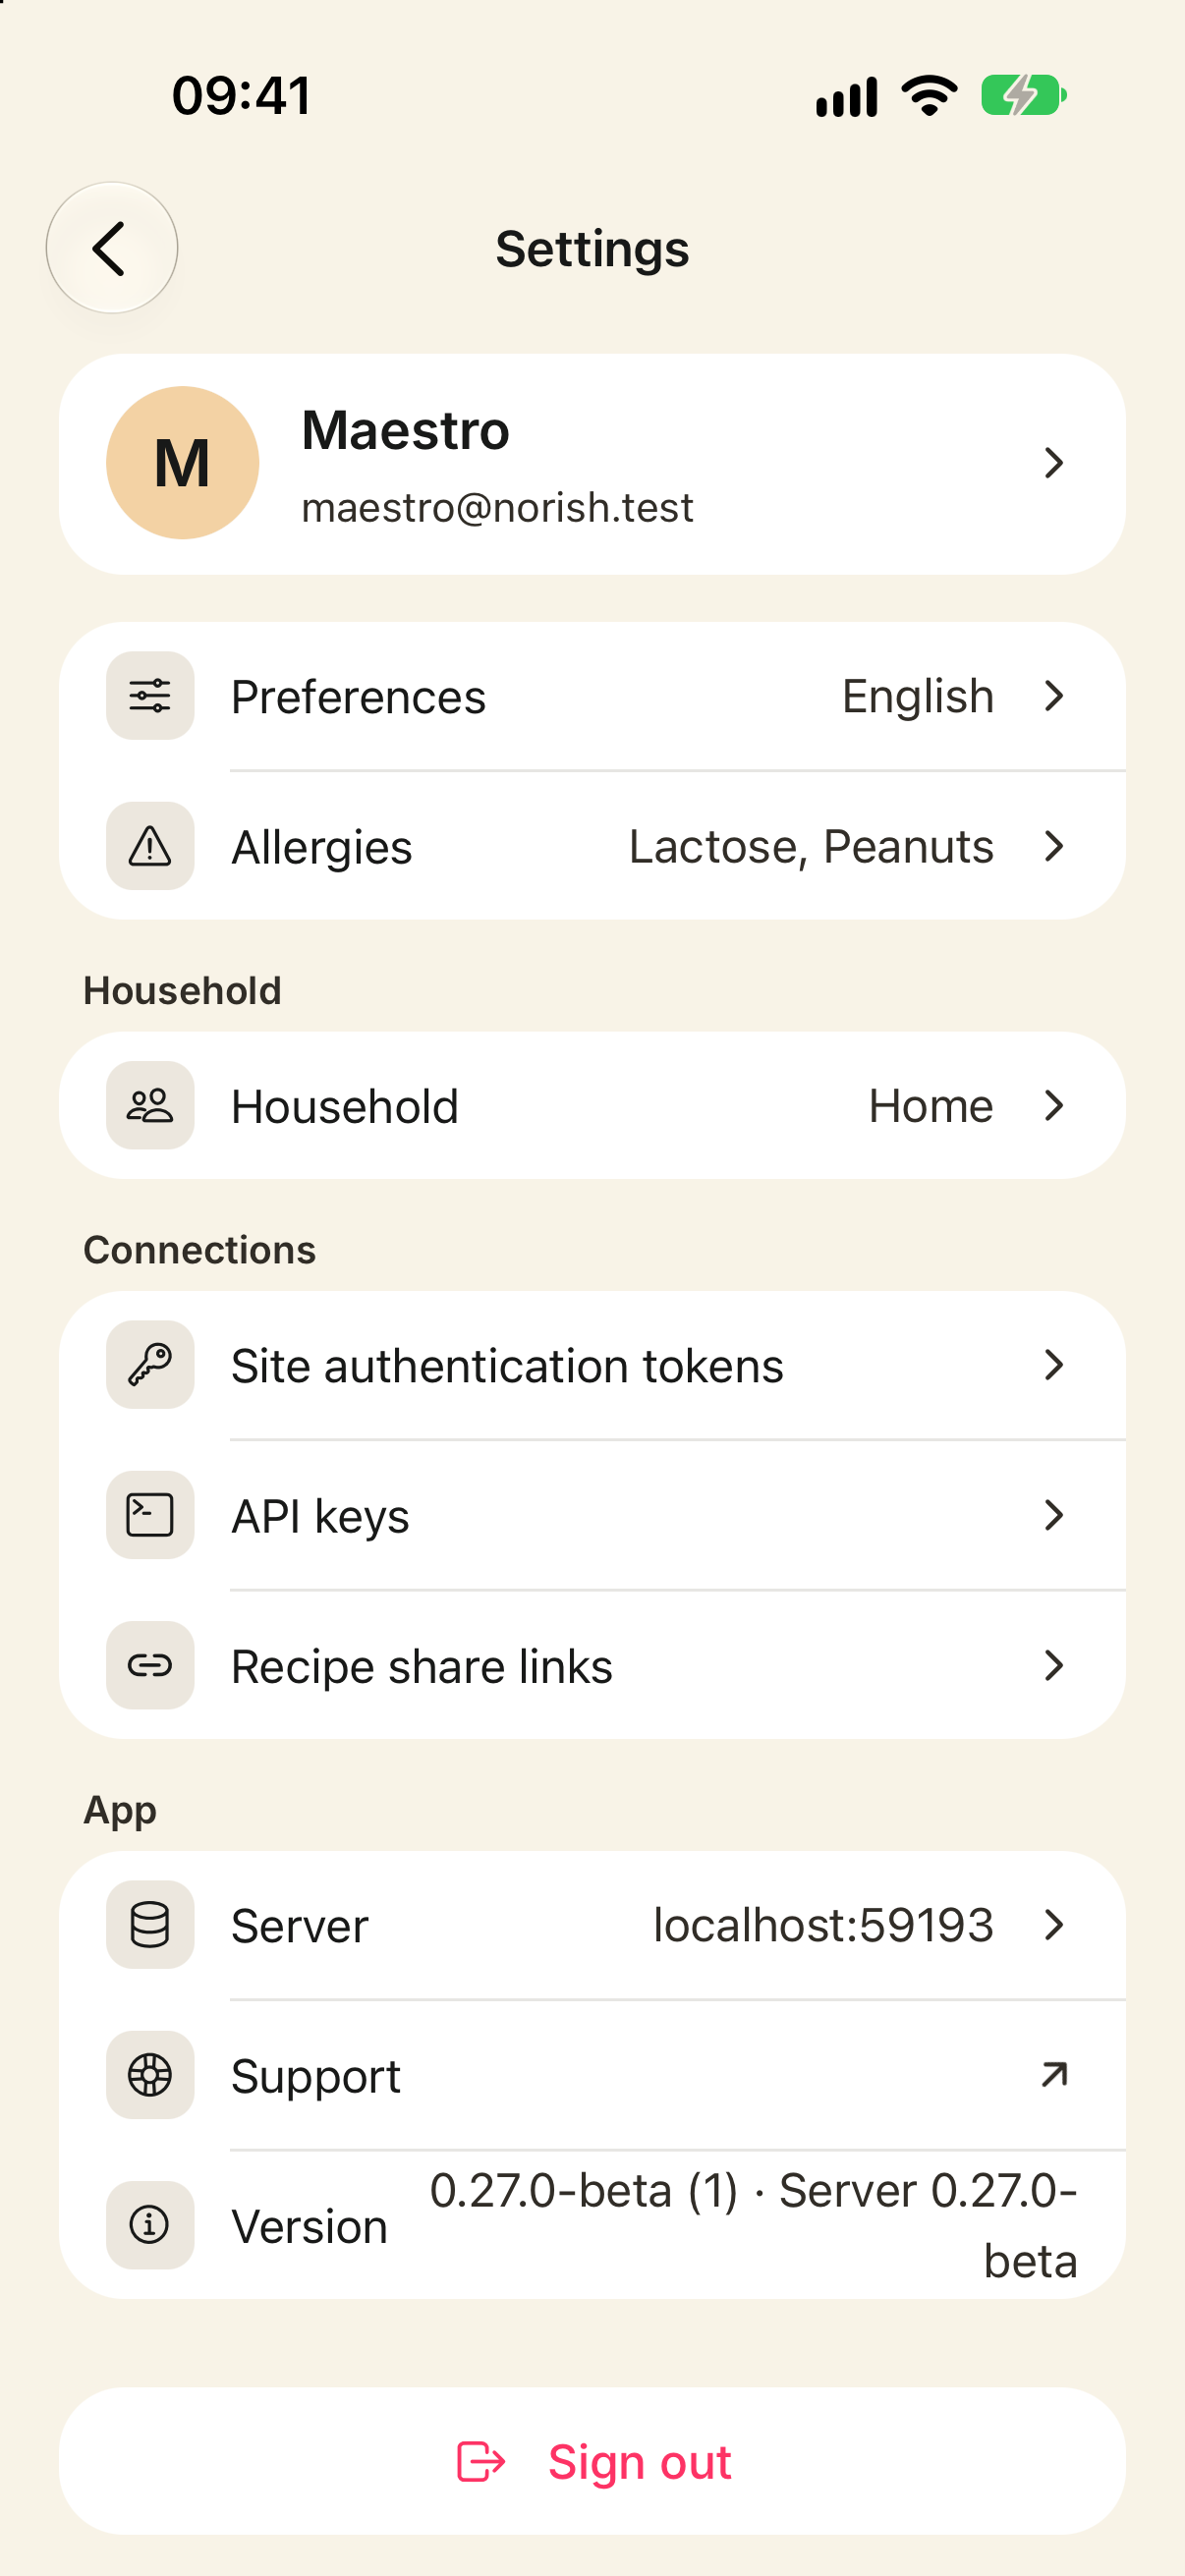 09:41
Settings
M
Maestro
maestro@norish.test
Preferences
English
Allergies
Lactose, Peanuts
Household
Household
Home
Connections
Site authentication tokens
API keys
Recipe share links
App
Server
localhost:59193
Support
Version
0.27.0-beta (1) · Server 0.27.0-
beta
Sign out